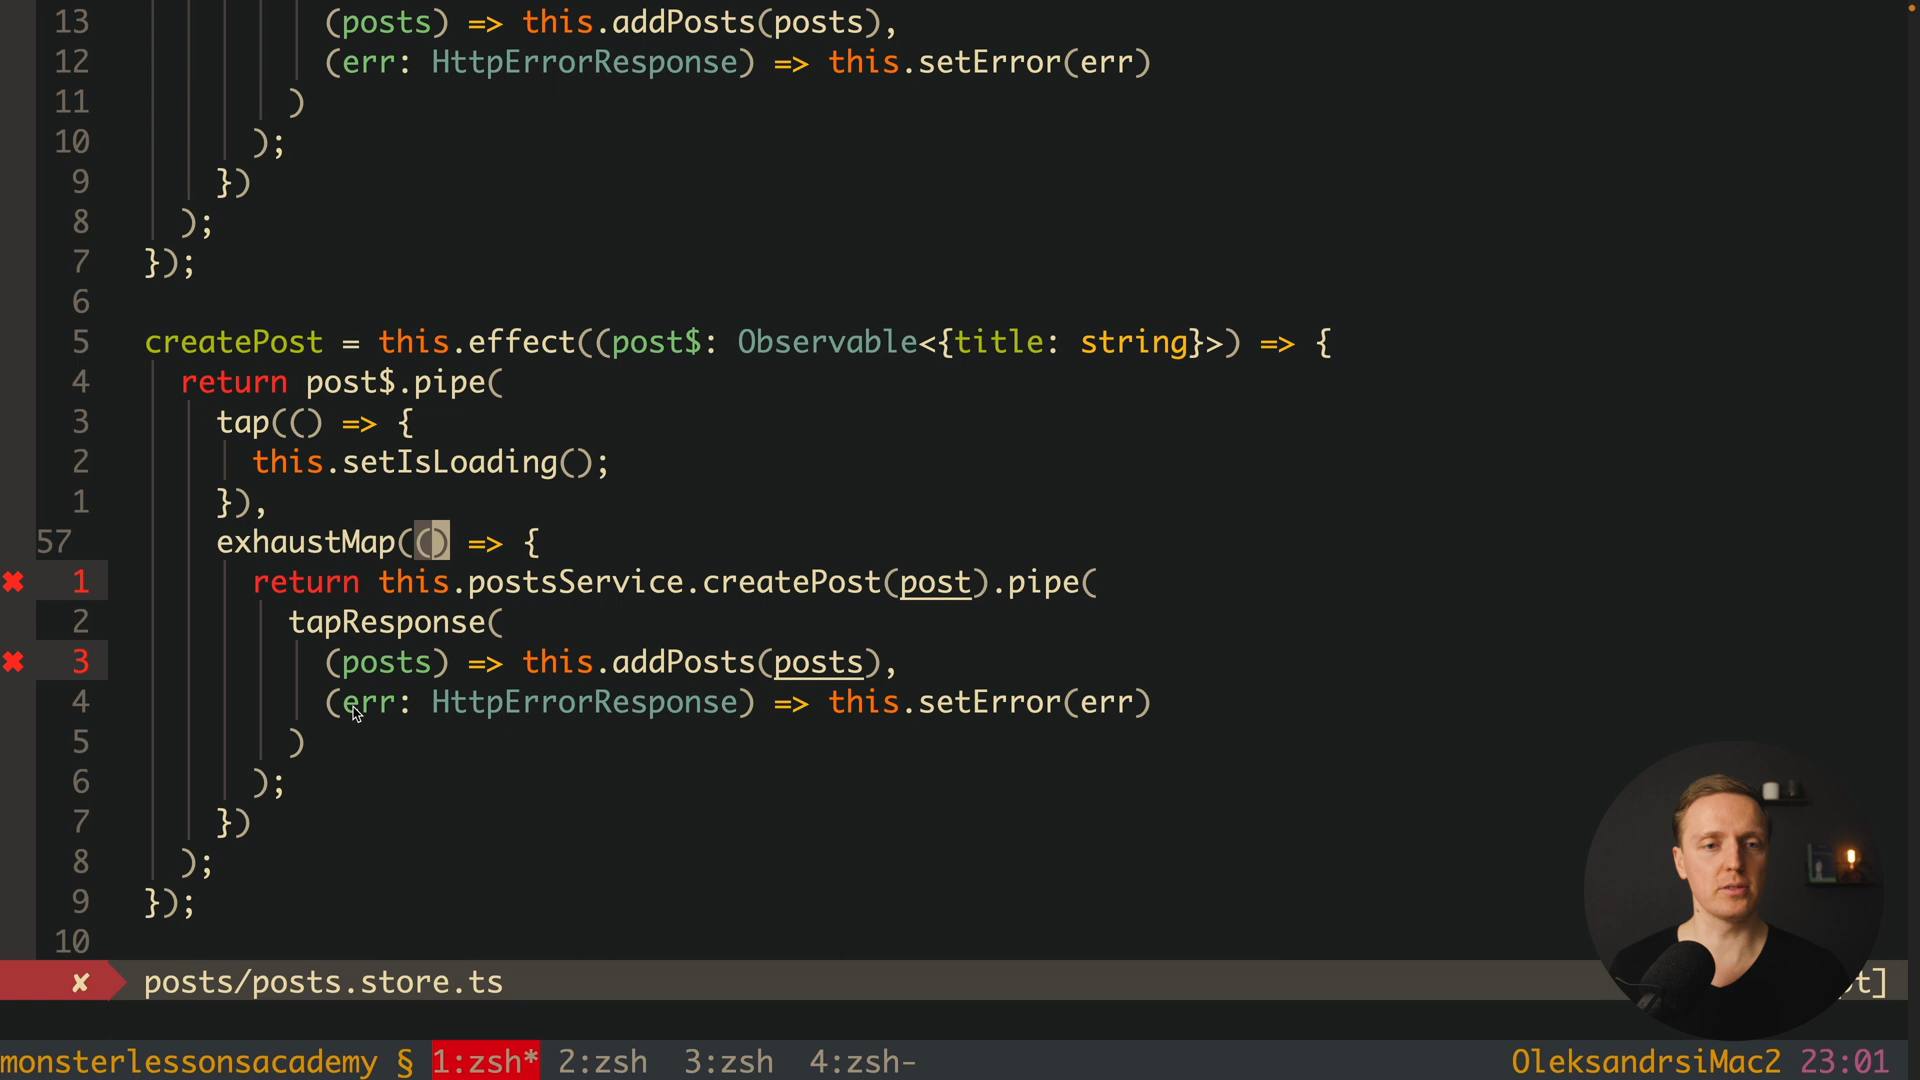 13 (posts) => this.addPosts(posts),
12 (err: HttpErrorResponse) => this.setError(err)
11 )
10 );
9 })
8 );
7 });
6
5 createPost = this.effect((post$: Observable<{title: string}>) => {
4 return post$.pipe(
3 tap(() => {
2 this.setIsLoading();
1 }),
57 exhaustMap(() => {
✖ 1 return this.postsService.createPost(post).pipe(
2 tapResponse(
✖ 3 (posts) => this.addPosts(posts),
4 (err: HttpErrorResponse) => this.setError(err)
5 )
6 );
7 })
8 );
9 });
10
✘ posts/posts.store.ts
monsterlessonsacademy § 1:zsh* 2:zsh 3:zsh 4:zsh- OleksandrsiMac2 23:01